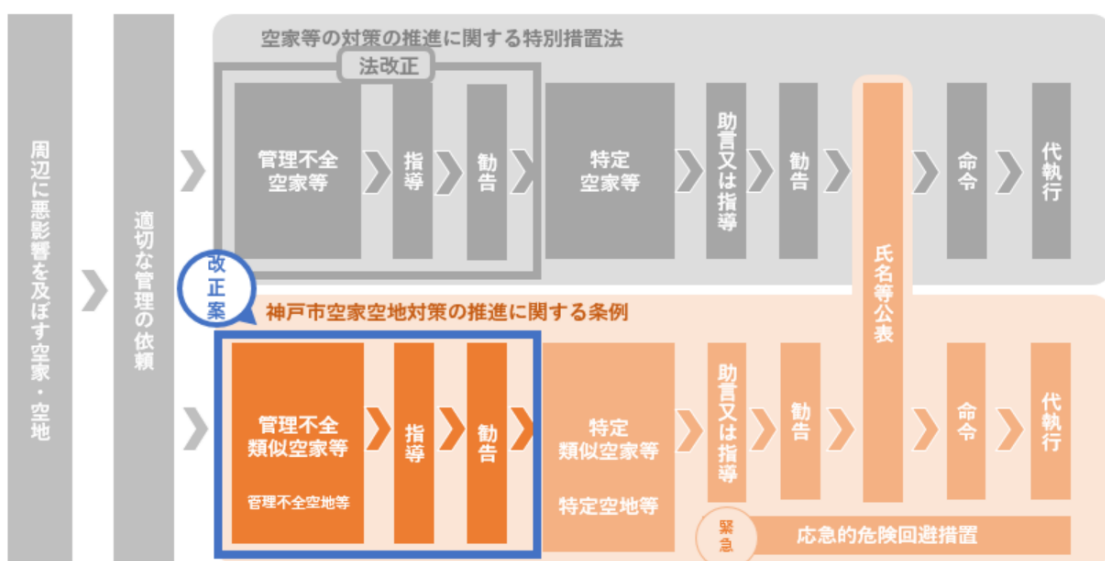 周辺に悪影響を及ぼす空家・空地
適切な管理の依頼
空家等の対策の推進に関する特別措置法
法改正
管理不全
空家等
指導
勧告
特定
空家等
助言又は指導
勧告
氏名等公表
命令
代執行
改正案
神戸市空家空地対策の推進に関する条例
管理不全
類似空家等
管理不全空地等
指導
勧告
特定
類似空家等
特定空地等
助言又は指導
勧告
命令
代執行
緊急
応急的危険回避措置